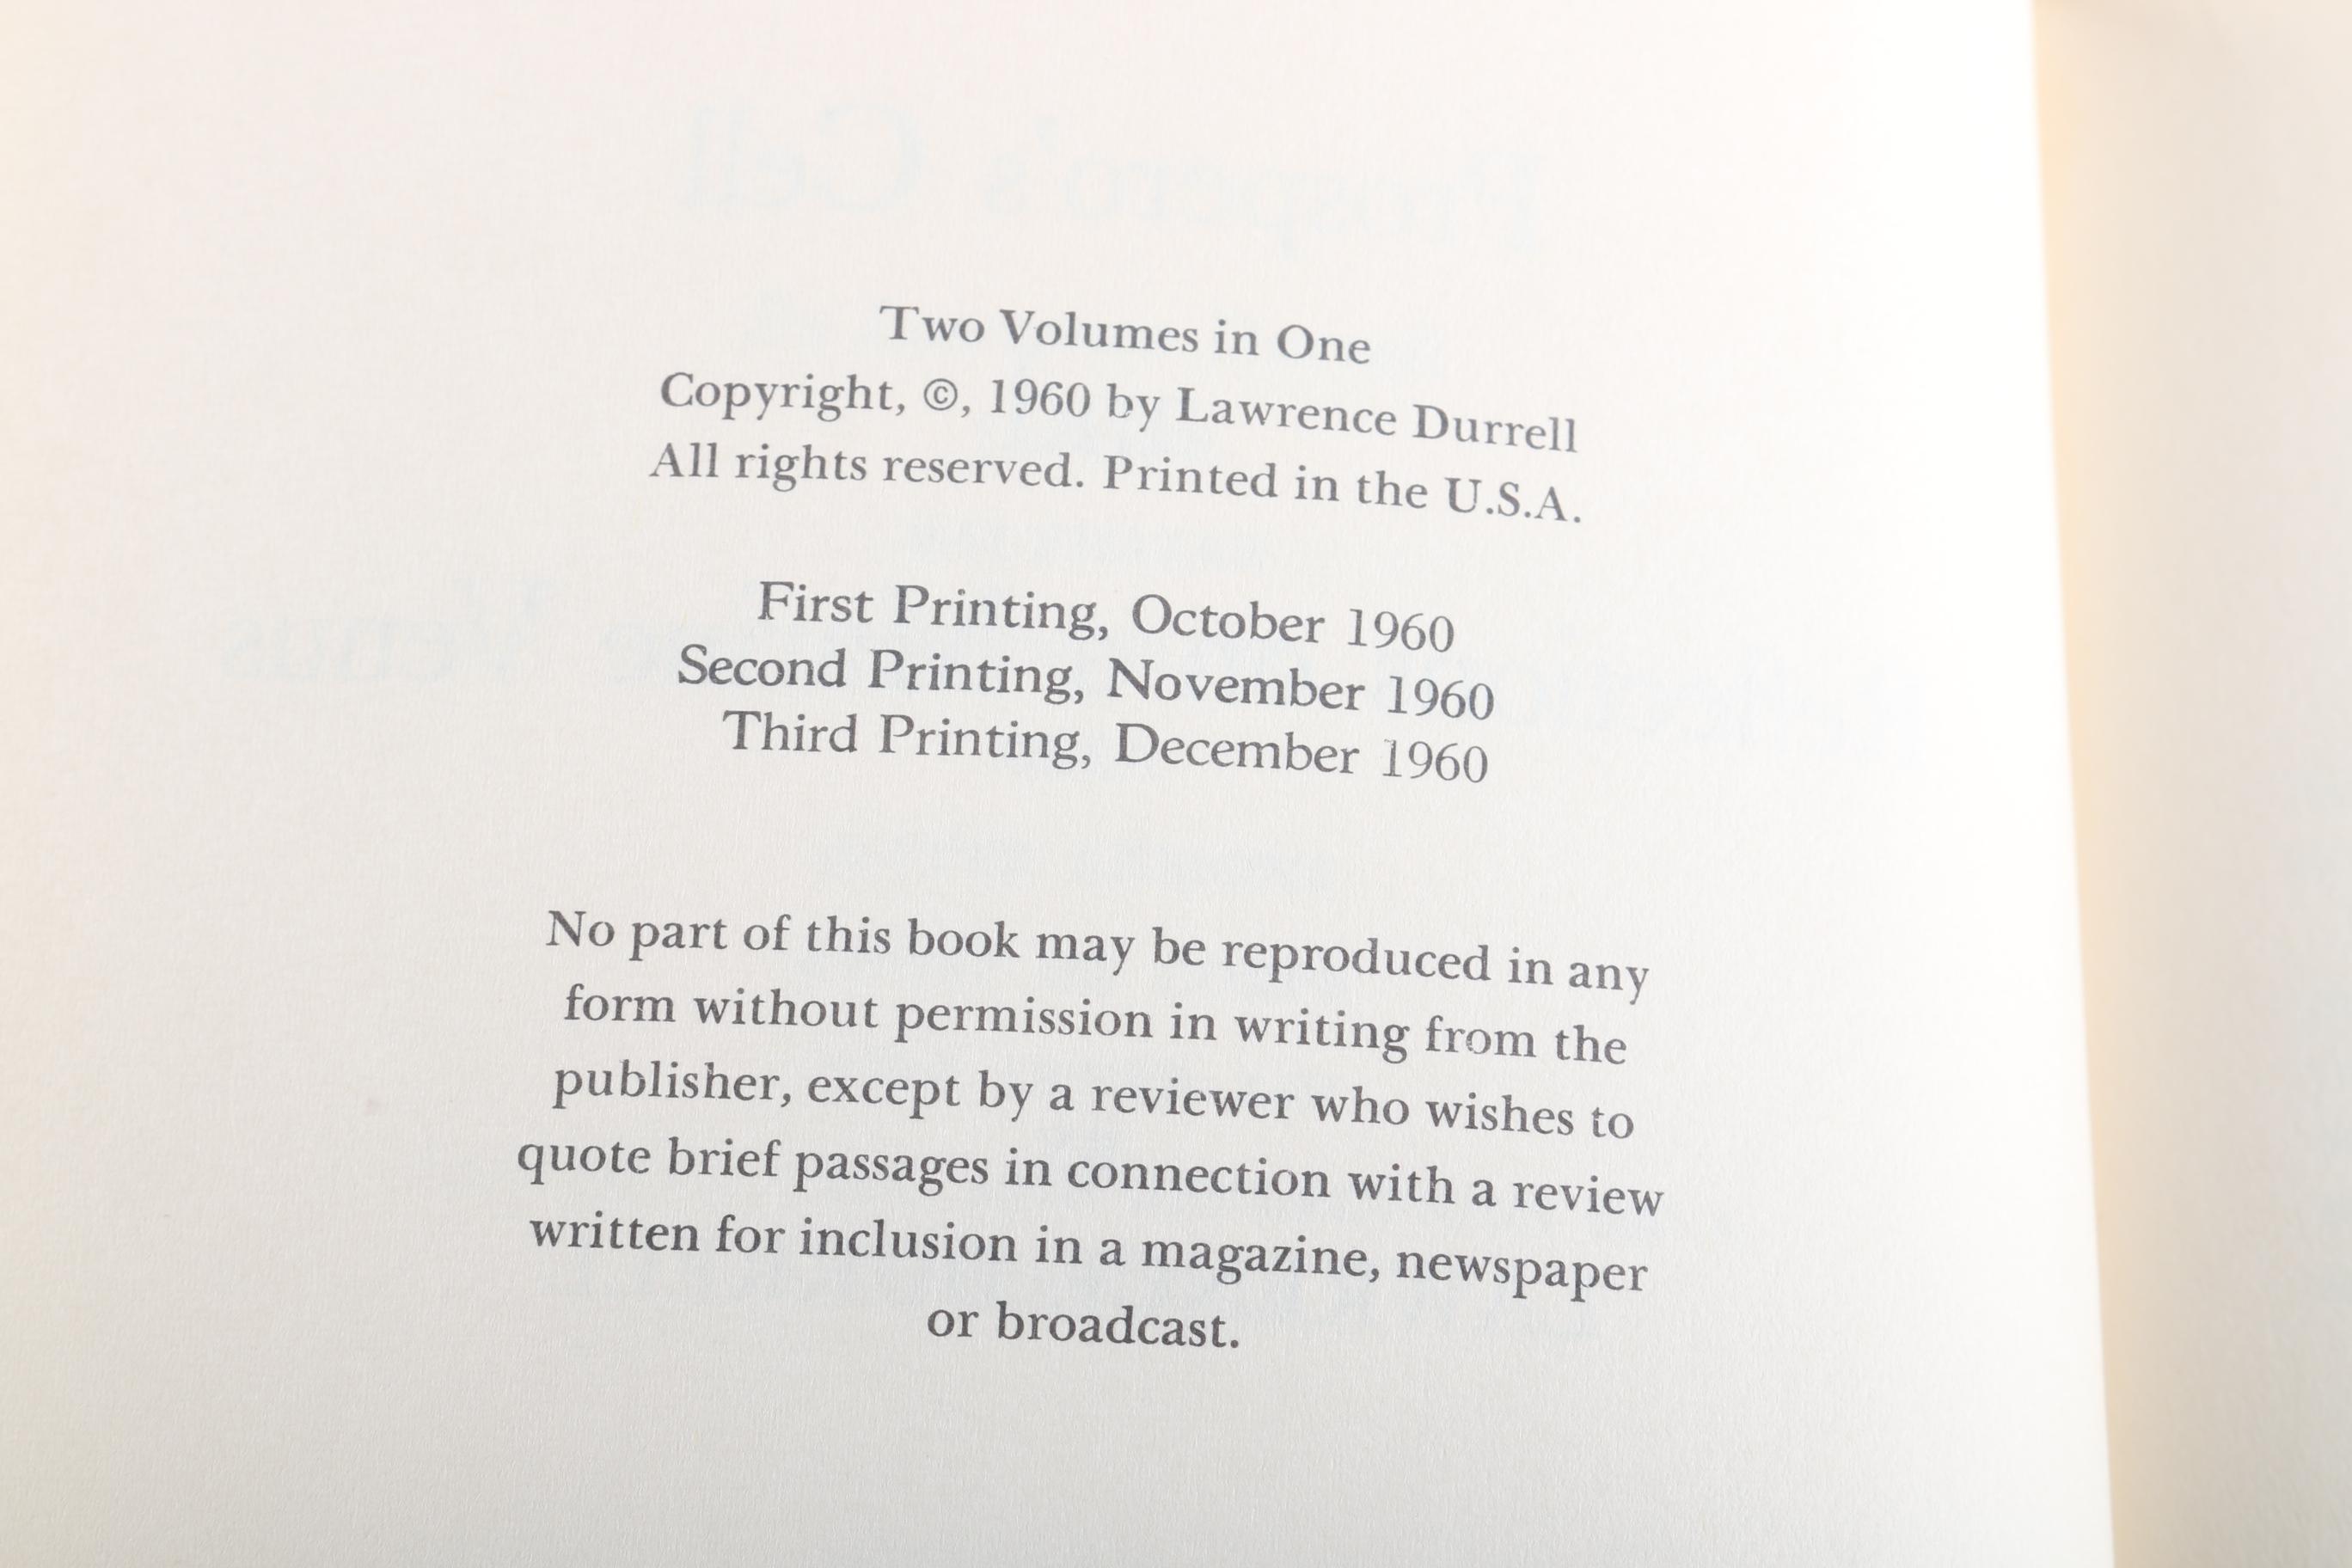 Two Volumes in One
Copyright, ©, 1960 by Lawrence Durrell
All rights reserved. Printed in the U.S.A.
First Printing, October 1960
Second Printing, November 1960
Third Printing, December 1960
No part of this book may be reproduced in any
form without permission in writing from the
publisher, except by a reviewer who wishes to
quote brief passages in connection with a review
written for inclusion in a magazine, newspaper
or broadcast.